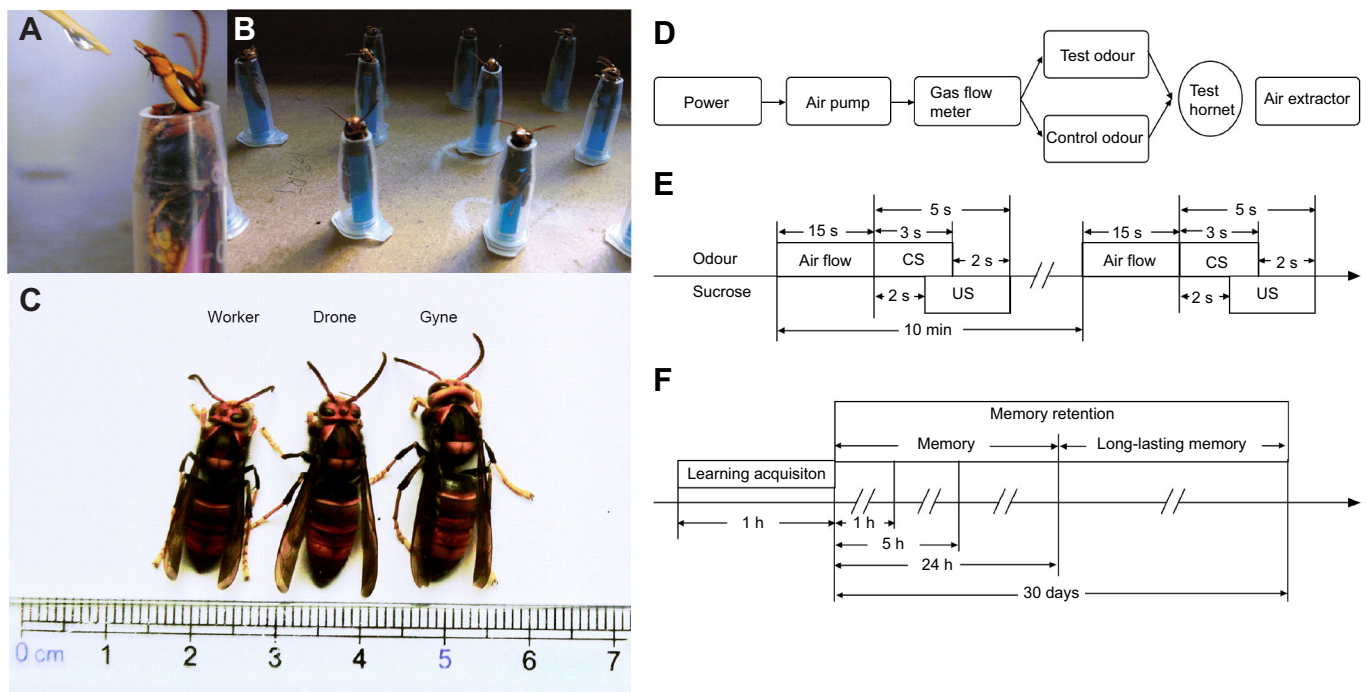 A
B
C
Worker Drone Gyne
0 cm 1 2 3 4 5 6 7
D
Power
Air pump
Gas flow
meter
Test odour
Control odour
Test
hornet
Air extractor
E
5 s 5 s
15 s 3 s 15 s 3 s
Odour Air flow CS 2 s Air flow CS 2 s
Sucrose 2 s US 2 s US
10 min
F
Memory retention
Memory Long-lasting memory
Learning acquisiton
1 h 1 h
5 h
24 h
30 days